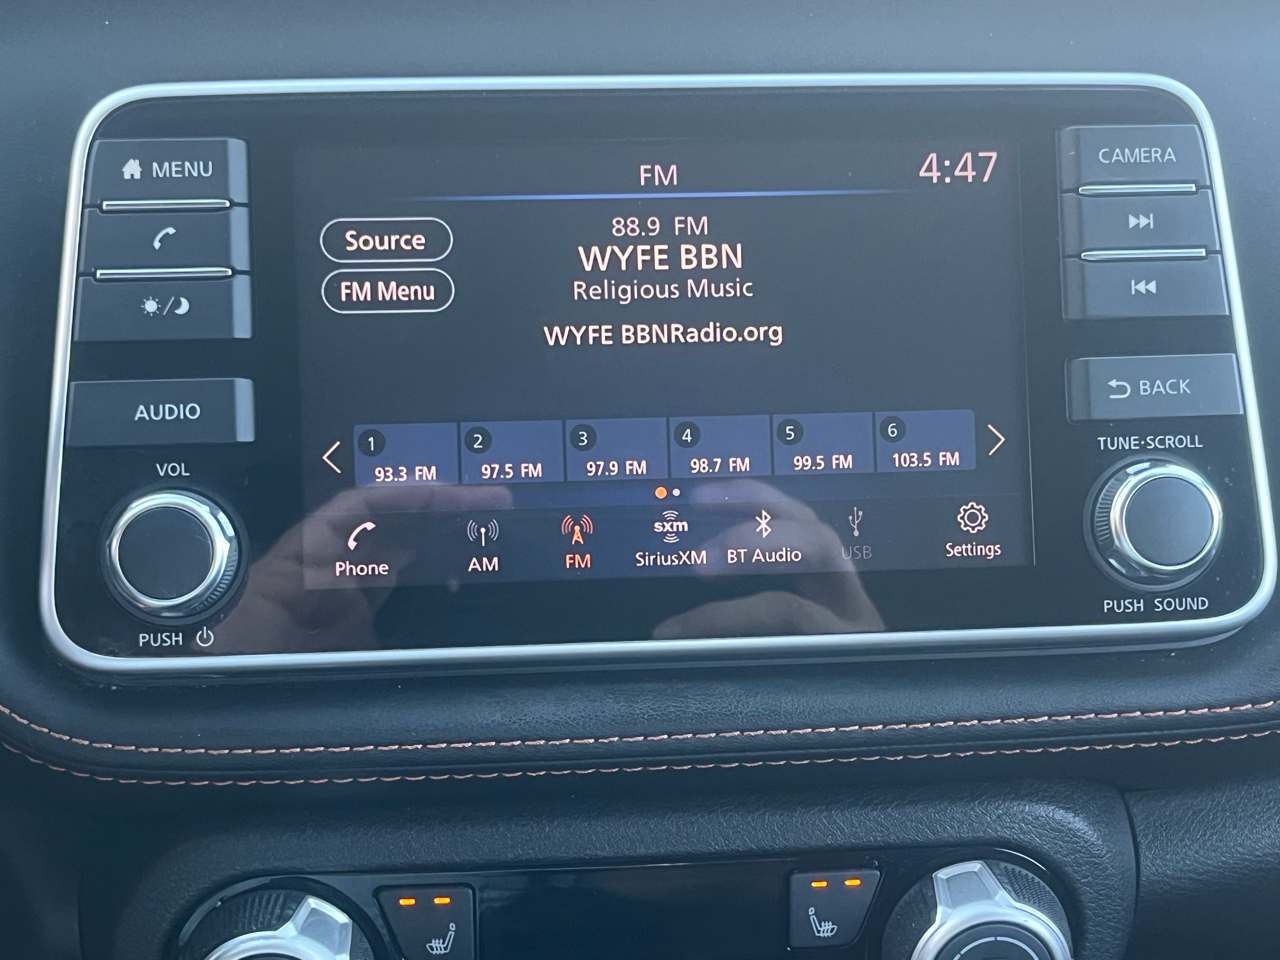 MENU
AUDIO
VOL
PUSH
FM
4:47
Source
FM Menu
88.9 FM
WYFE BBN
Religious Music
WYFE BBNRadio.org
1 93.3 FM
2 97.5 FM
3 97.9 FM
4 98.7 FM
5 99.5 FM
6 103.5 FM
Phone
AM
FM
sxm
SiriusXM
BT Audio
USB
Settings
CAMERA
BACK
TUNE·SCROLL
PUSH SOUND